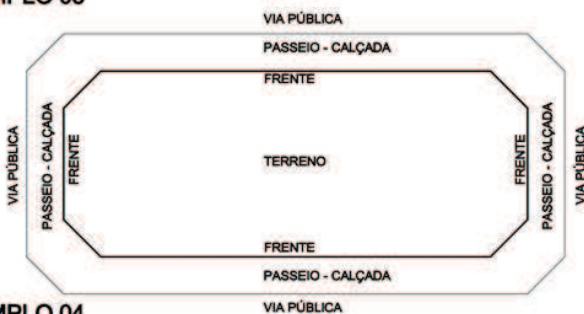 VIA PÚBLICA
PASSEIO - CALÇADA
FRENTE
VIA PÚBLICA
PASSEIO - CALÇADA
FRENTE
TERRENO
FRENTE
PASSEIO - CALÇADA
VIA PÚBLICA
FRENTE
PASSEIO - CALÇADA
04
VIA PÚBLICA